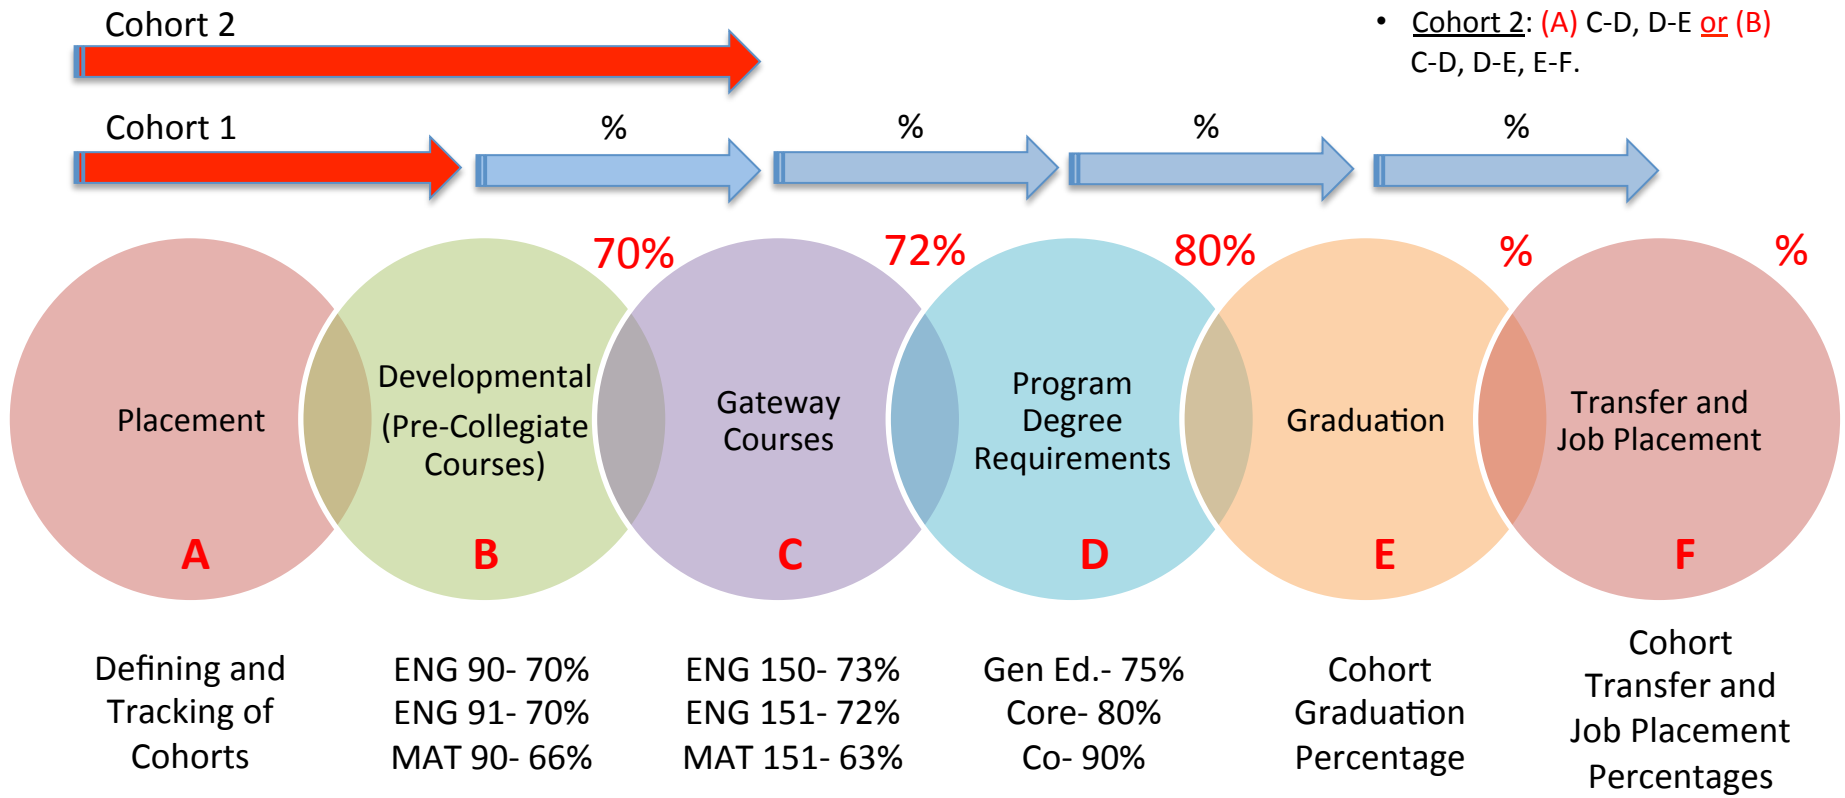 Cohort 2
• Cohort 2: (A) C-D, D-E or (B)
C-D, D-E, E-F.
Cohort 1
%
%
%
%
70%
72%
80%
%
%
Placement
A
Developmental
(Pre-Collegiate
Courses)
B
Gateway
Courses
C
Program
Degree
Requirements
D
Graduation
E
Transfer and
Job Placement
F
Defining and
Tracking of
Cohorts
ENG 90- 70%
ENG 91- 70%
MAT 90- 66%
ENG 150- 73%
ENG 151- 72%
MAT 151- 63%
Gen Ed.- 75%
Core- 80%
Co- 90%
Cohort
Graduation
Percentage
Cohort
Transfer and
Job Placement
Percentages